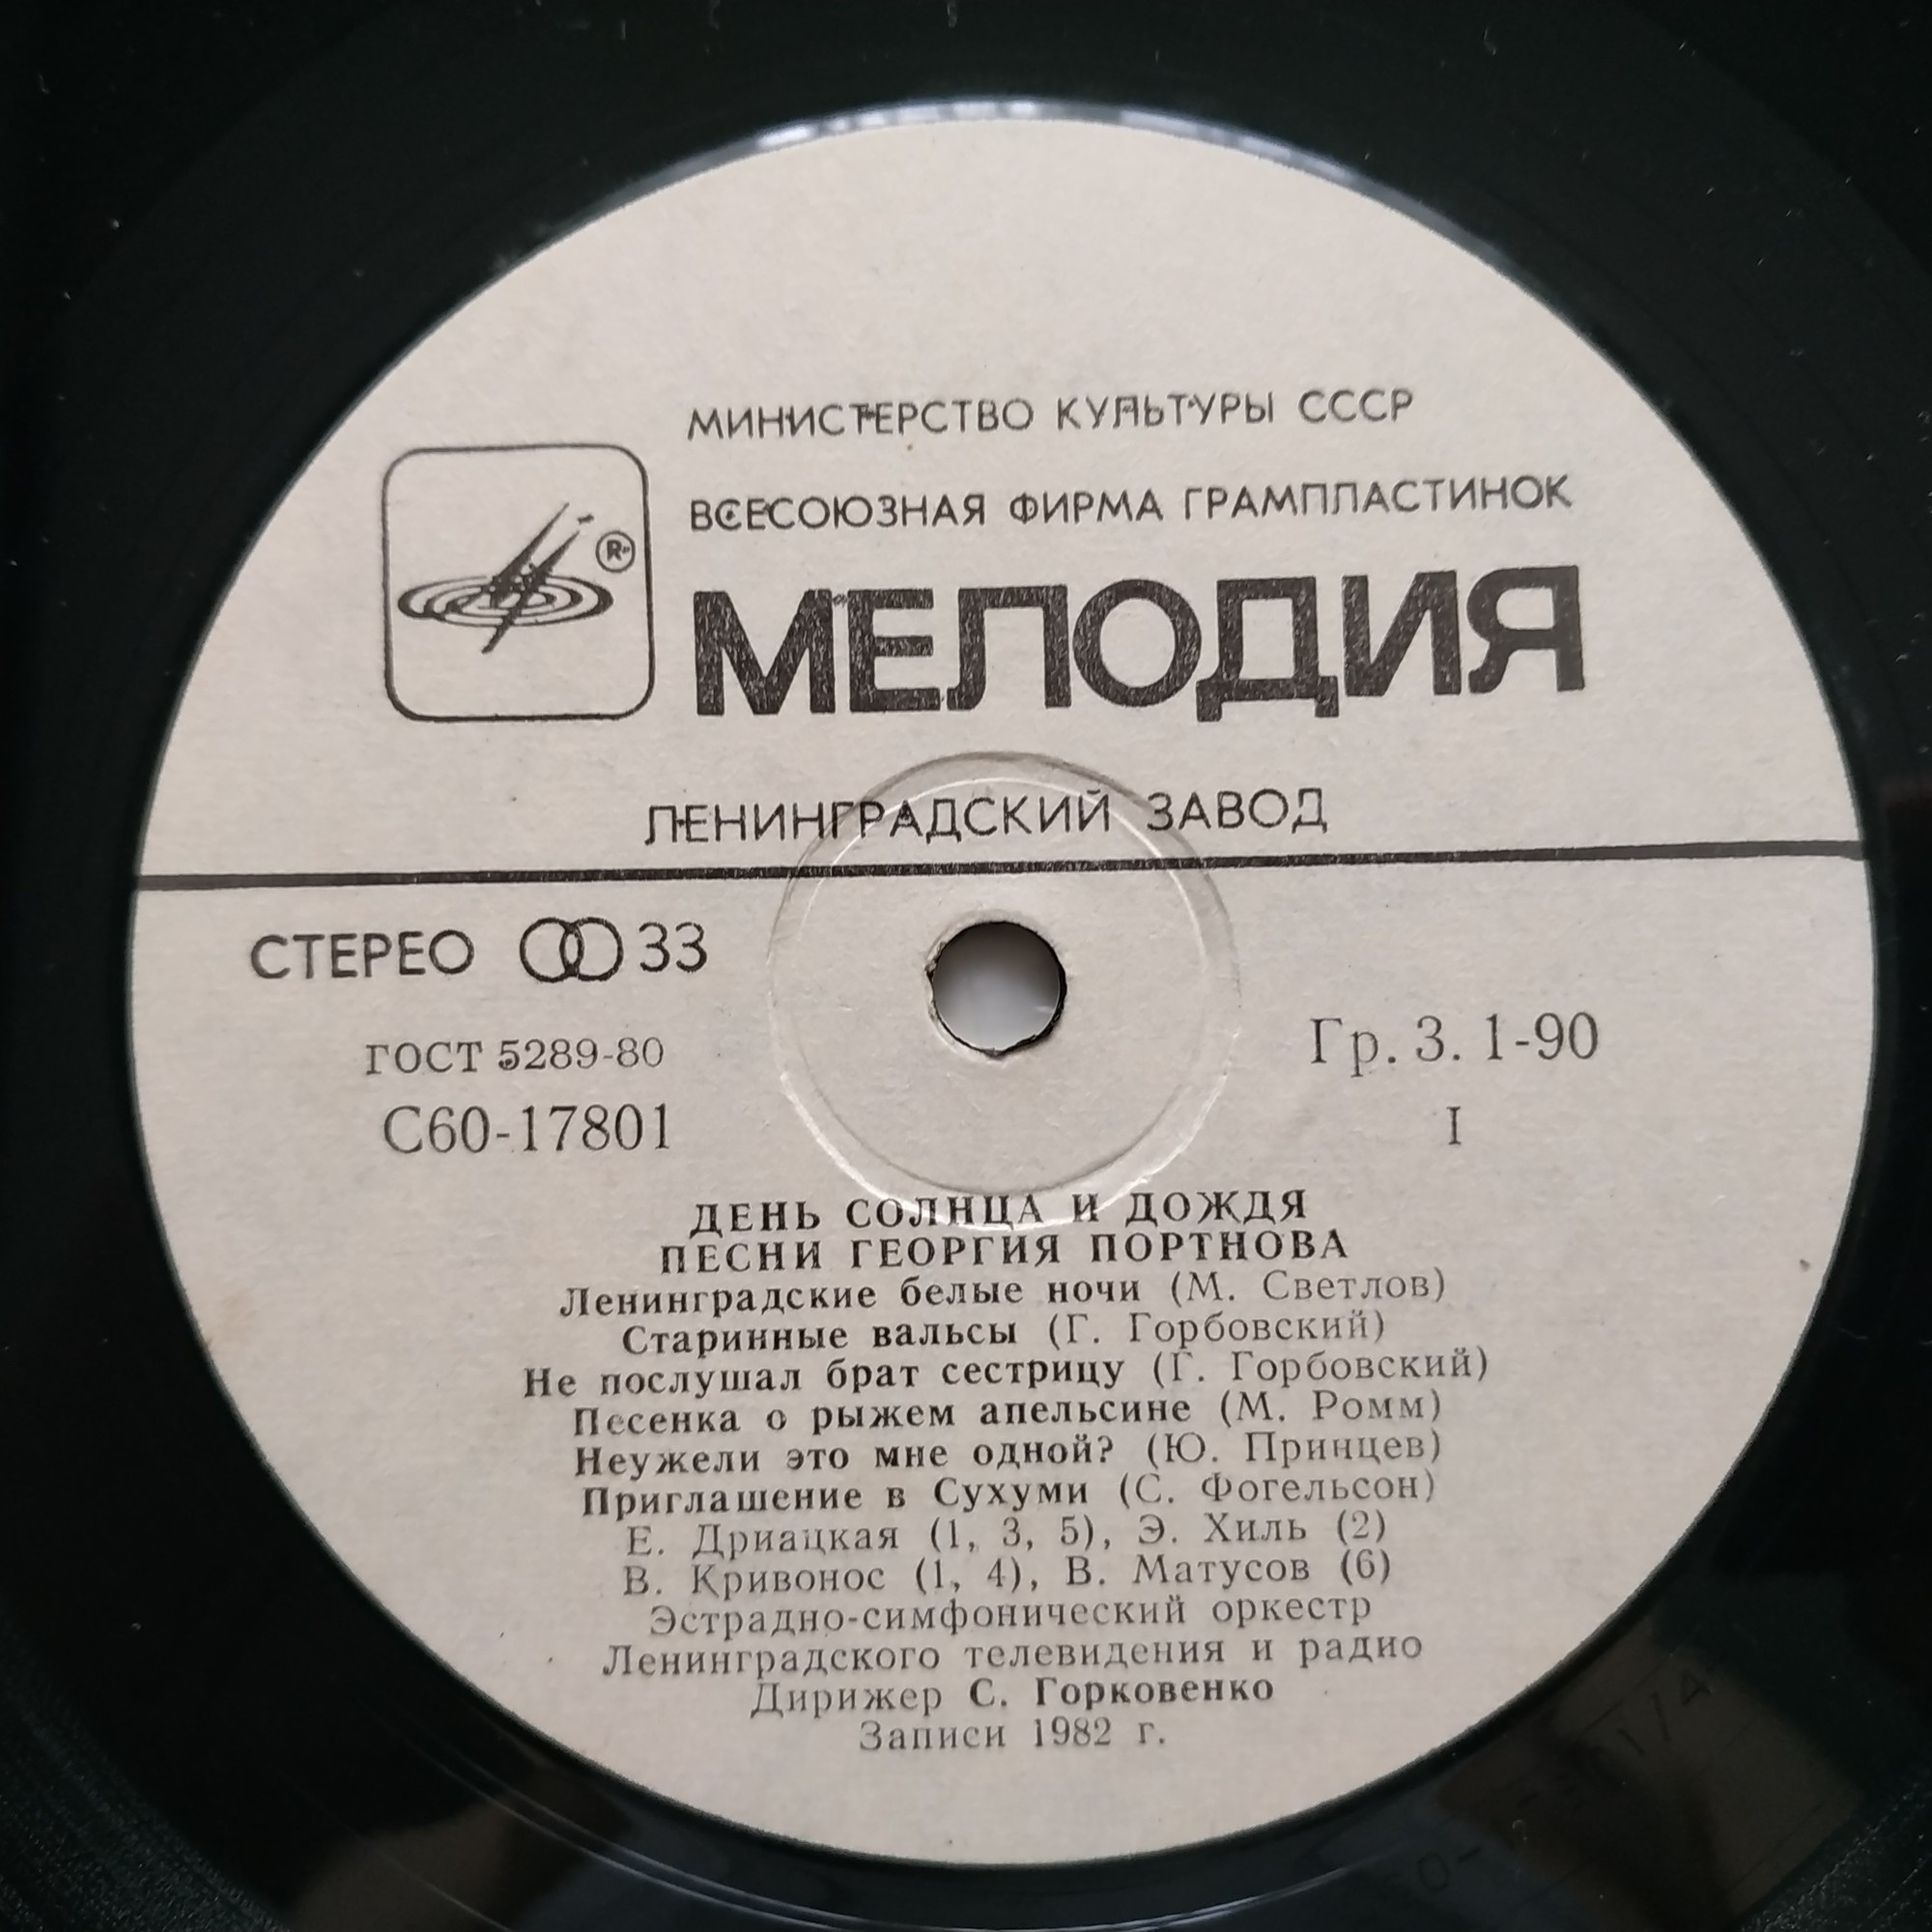 МИНИСТЕРСТВО КУЛЬТУРЫ СССР
ВСЕСОЮЗНАЯ ФИРМА ГРАМПЛАСТИНОК
®
МЕЛОДИЯ
ЛЕНИНГРАДСКИЙ ЗАВОД
СТЕРЕО 33
ГОСТ 5289-80
Гр. 3. 1-90
С60-17801
I
ДЕНЬ СОЛНЦА И ДОЖДЯ
ПЕСНИ ГЕОРГИЯ ПОРТНОВА
Ленинградские белые ночи (М. Светлов)
Старинные вальсы (Г. Горбовский)
Не послушал брат сестрицу (Г. Горбовский)
Песенка о рыжем апельсине (М. Ромм)
Неужели это мне одной? (Ю. Принцев)
Приглашение в Сухуми (С. Фогельсон)
Е. Дриацкая (1, 3, 5), Э. Хиль (2)
В. Кривонос (1, 4), В. Матусов (6)
Эстрадно-симфонический оркестр
Ленинградского телевидения и радио
Дирижер С. Горковенко
Записи 1982 г.